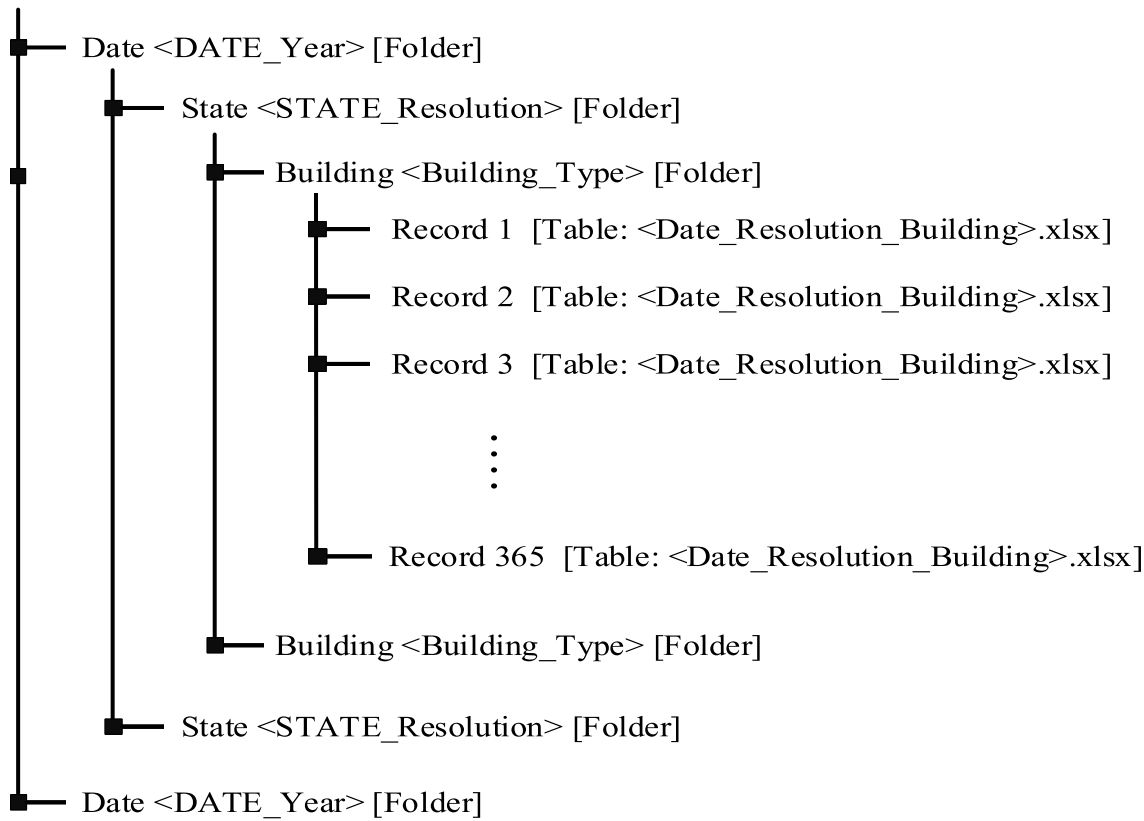 Date <DATE_Year> [Folder]
State <STATE_Resolution> [Folder]
Building <Building_Type> [Folder]
Record 1 [Table: <Date_Resolution_Building>.xlsx]
Record 2 [Table: <Date_Resolution_Building>.xlsx]
Record 3 [Table: <Date_Resolution_Building>.xlsx]
Record 365 [Table: <Date_Resolution_Building>.xlsx]
Building <Building_Type> [Folder]
State <STATE_Resolution> [Folder]
Date <DATE_Year> [Folder]